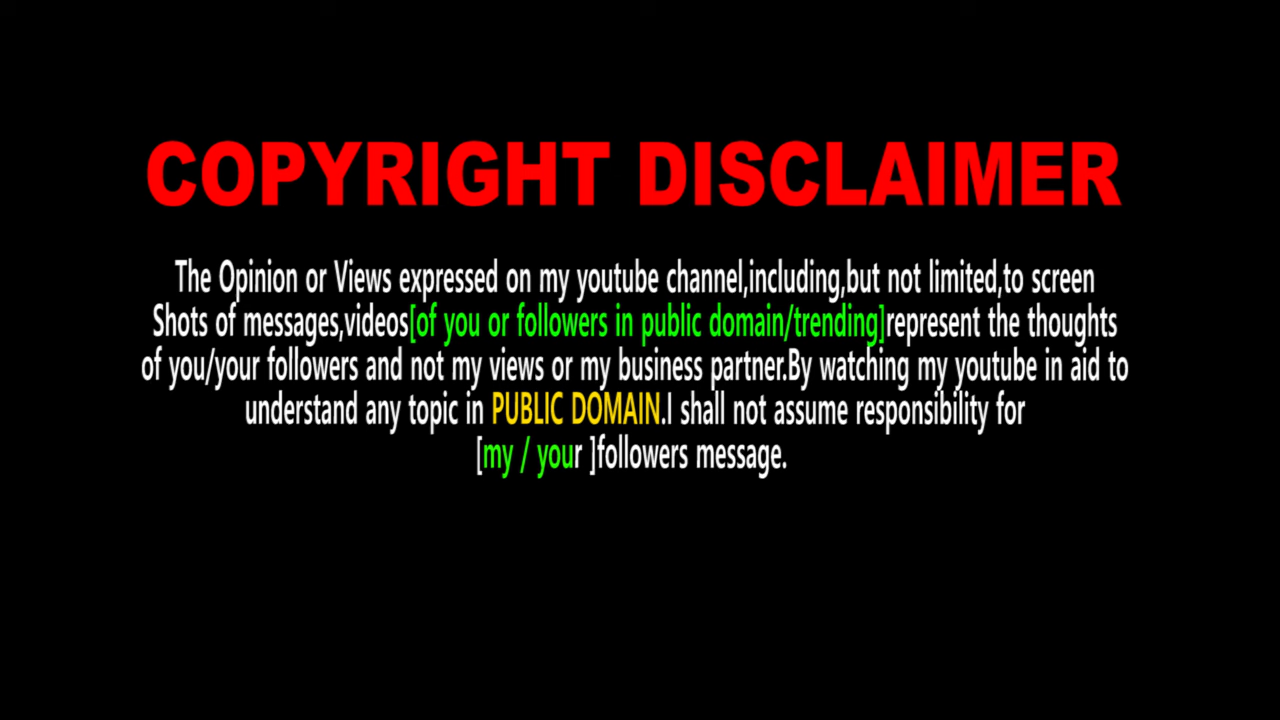 COPYRIGHT DISCLAIMER
The Opinion or Views expressed on my youtube channel,including,but not limited,to screen
Shots of messages,videos[of you or followers in public domain/trending]represent the thoughts
of you/your followers and not my views or my business partner.By watching my youtube in aid to
understand any topic in PUBLIC DOMAIN.I shall not assume responsibility for
[my / your ]followers message.